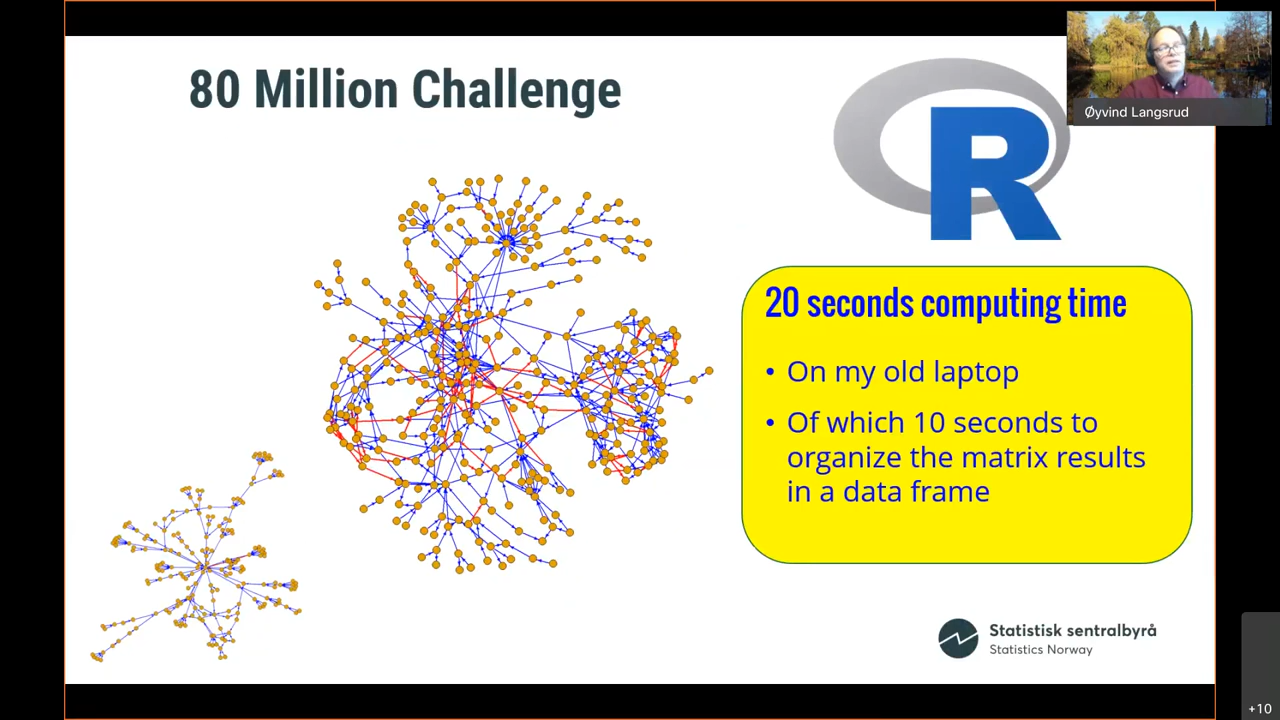 80 Million Challenge
R
Øyvind Langsrud
20 seconds computing time
• On my old laptop
• Of which 10 seconds to
organize the matrix results
in a data frame
Statistisk sentralbyrå
Statistics Norway
+10